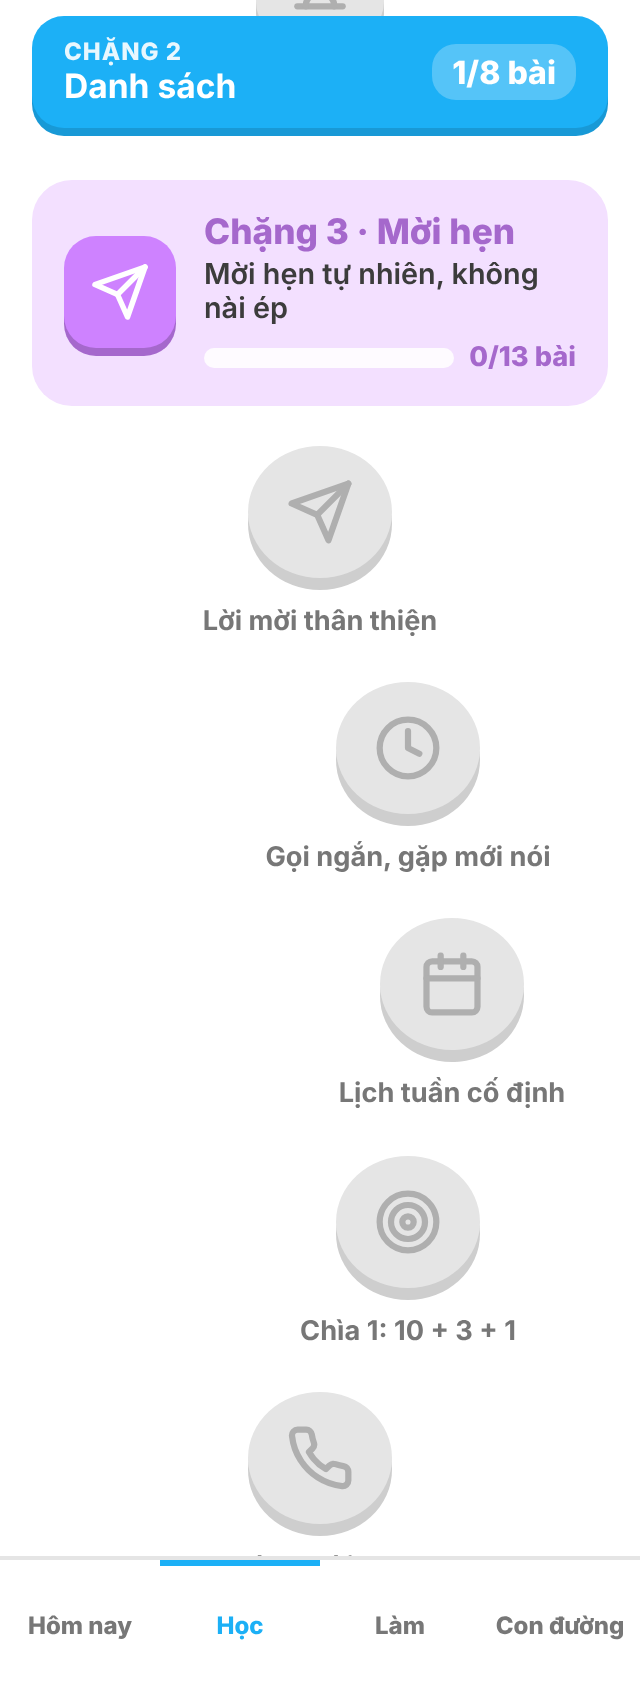 CHẶNG 2
Danh sách
1/8 bài
Chặng 3 · Mời hẹn
Mời hẹn tự nhiên, không
nài ép
0/13 bài
Lời mời thân thiện
Gọi ngắn, gặp mới nói
Lịch tuần cố định
Chìa 1: 10 + 3 + 1
Hôm nay
Học
Làm
Con đường